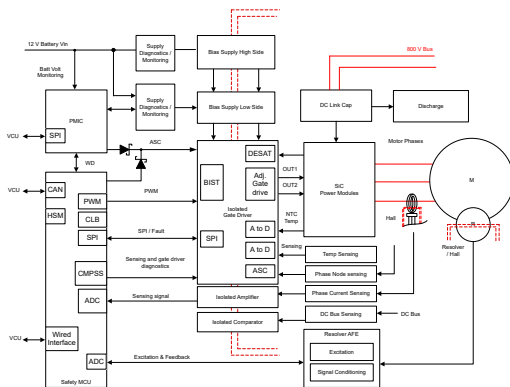 12 V Battery Vin
Batt Volt
Monitoring
Supply
Diagnostics /
Monitoring
Bias Supply High Side
800 V Bus
Supply
Diagnostics /
Monitoring
Bias Supply Low Side
DC Link Cap
Discharge
PMIC
VCU
SPI
ASC
WD
DESAT
OUT1
OUT2
SiC
Power Modules
Motor Phases
M
VCU
CAN
PWM
PWM
BIST
Adj.
Gate
drive
Isolated
Gate Driver
HSM
CLB
NTC
Temp
A to D
Hall
R
SPI
SPI / Fault
SPI
A to D
Sensing
Temp Sensing
Resolver
/ Hall
Sensing and gate driver
diagnostics
CMPSS
ASC
Phase Node sensing
ADC
Sensing signal
Isolated Amplifier
Phase Current Sensing
Isolated Comparator
DC Bus Sensing
DC Bus
VCU
Wired
Interface
Resolver AFE
Excitation
ADC
Excitation & Feedback
Signal Conditioning
Safety MCU